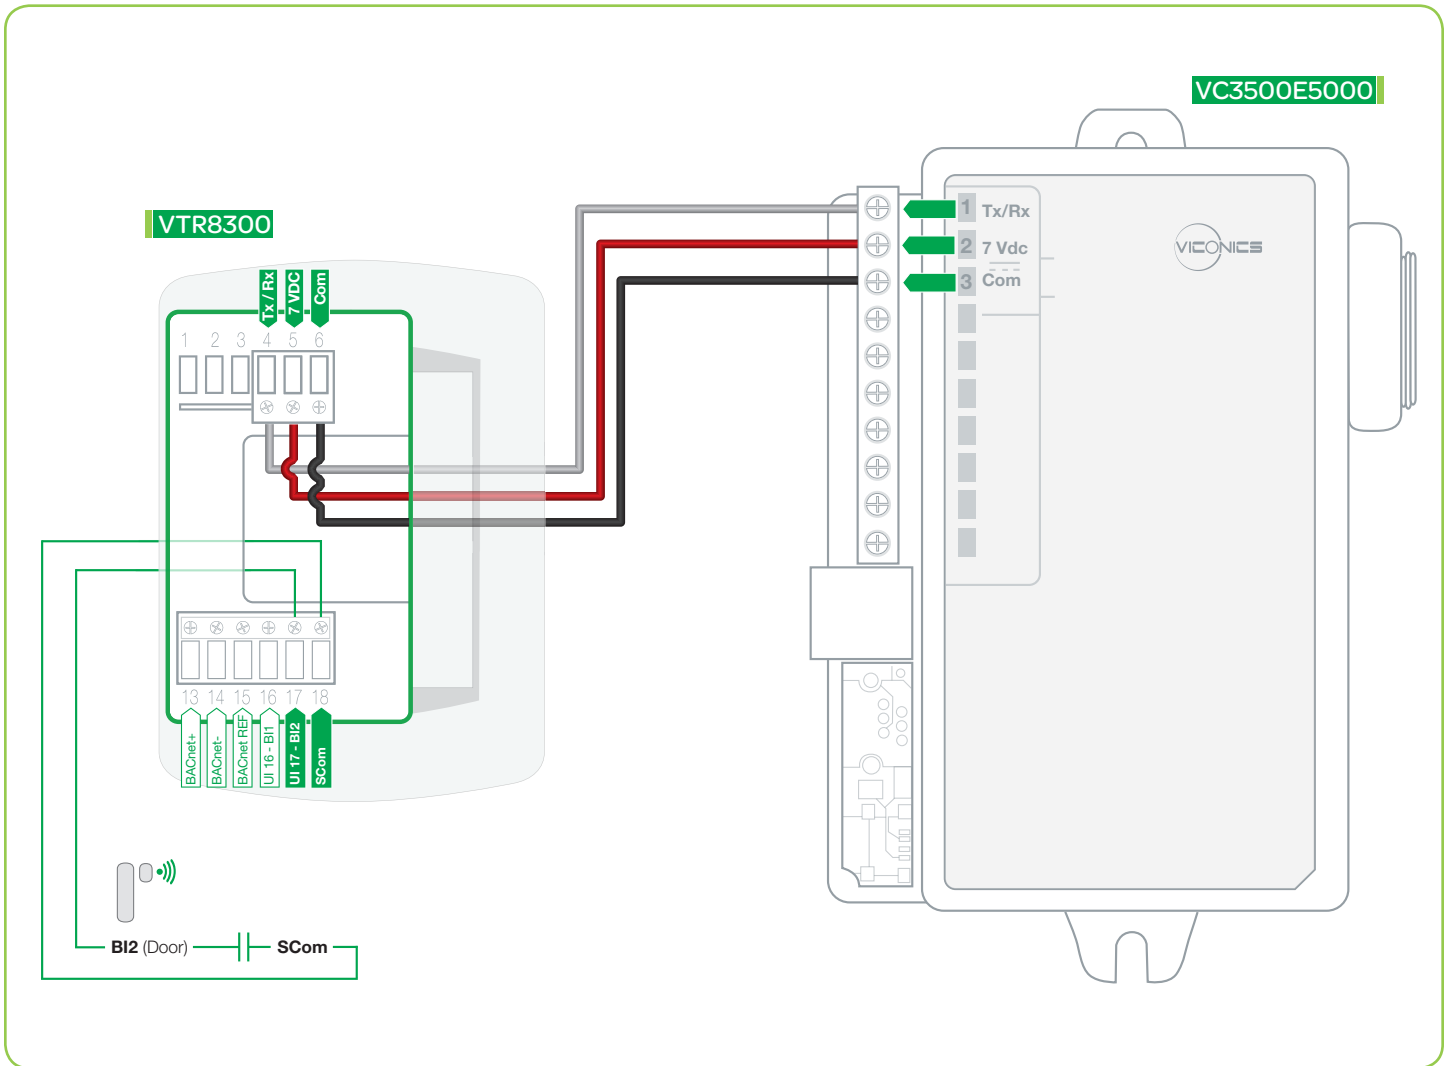 VC3500E5000
VTR8300
1 Tx/Rx
2 7 Vdc
3 Com
VICONICS
Tx / Rx
7 VDC
Com
1 2 3 4 5 6
13 14 15 16 17 18
BACnet+
BACnet-
BACnet REF
UI 16 - BI1
UI 17 - BI2
SCom
BI2 (Door)
SCom